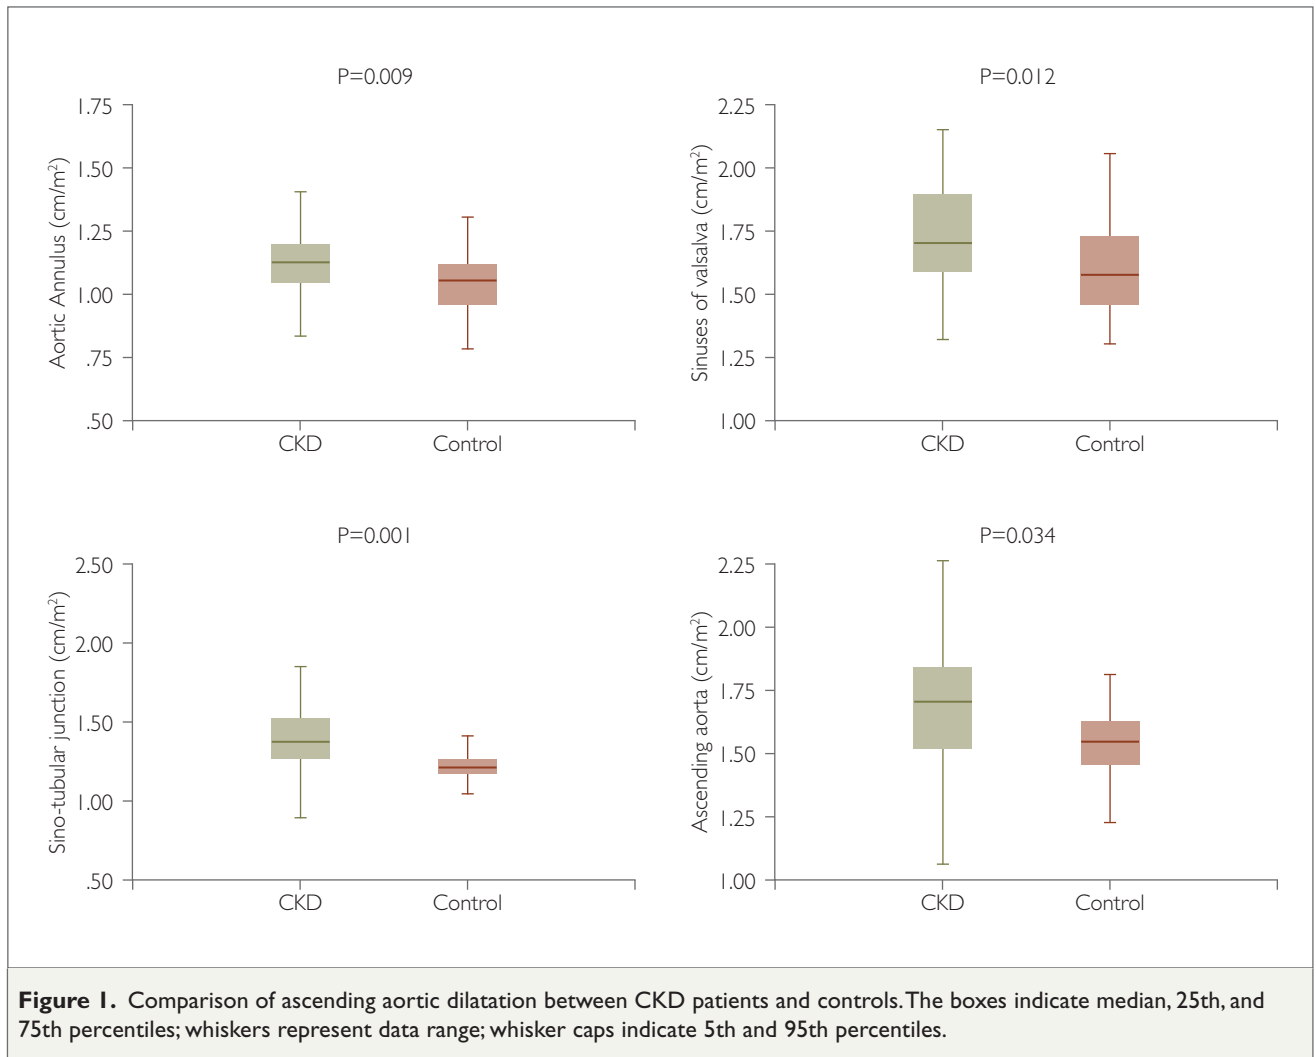 P=0.009
Aortic Annulus (cm/m²)
1.75
1.50
1.25
1.00
.75
.50
CKD Control
P=0.012
Sinuses of valsalva (cm/m²)
2.25
2.00
1.75
1.50
1.25
1.00
CKD Control
P=0.001
Sino-tubular junction (cm/m²)
2.50
2.00
1.50
1.00
.50
CKD Control
P=0.034
Ascending aorta (cm/m²)
2.25
2.00
1.75
1.50
1.25
1.00
CKD Control
Figure 1. Comparison of ascending aortic dilatation between CKD patients and controls. The boxes indicate median, 25th, and
75th percentiles; whiskers represent data range; whisker caps indicate 5th and 95th percentiles.